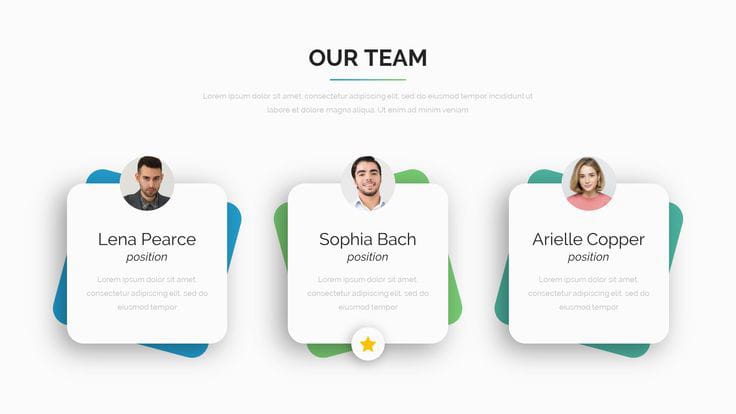 OUR TEAM
Lorem ipsum dolor sit amet, consectetur adipiscing elit, sed do eiusmod tempor incididunt ut
labore et dolore magna aliqua. Ut enim ad minim veniam
Lena Pearce
position
Lorem ipsum dolor sit amet,
consectetur adipiscing elit, sed do
eiusmod tempor
Sophia Bach
position
Lorem ipsum dolor sit amet,
consectetur adipiscing elit, sed do
eiusmod tempor
Arielle Copper
position
Lorem ipsum dolor sit amet,
consectetur adipiscing elit, sed do
eiusmod tempor